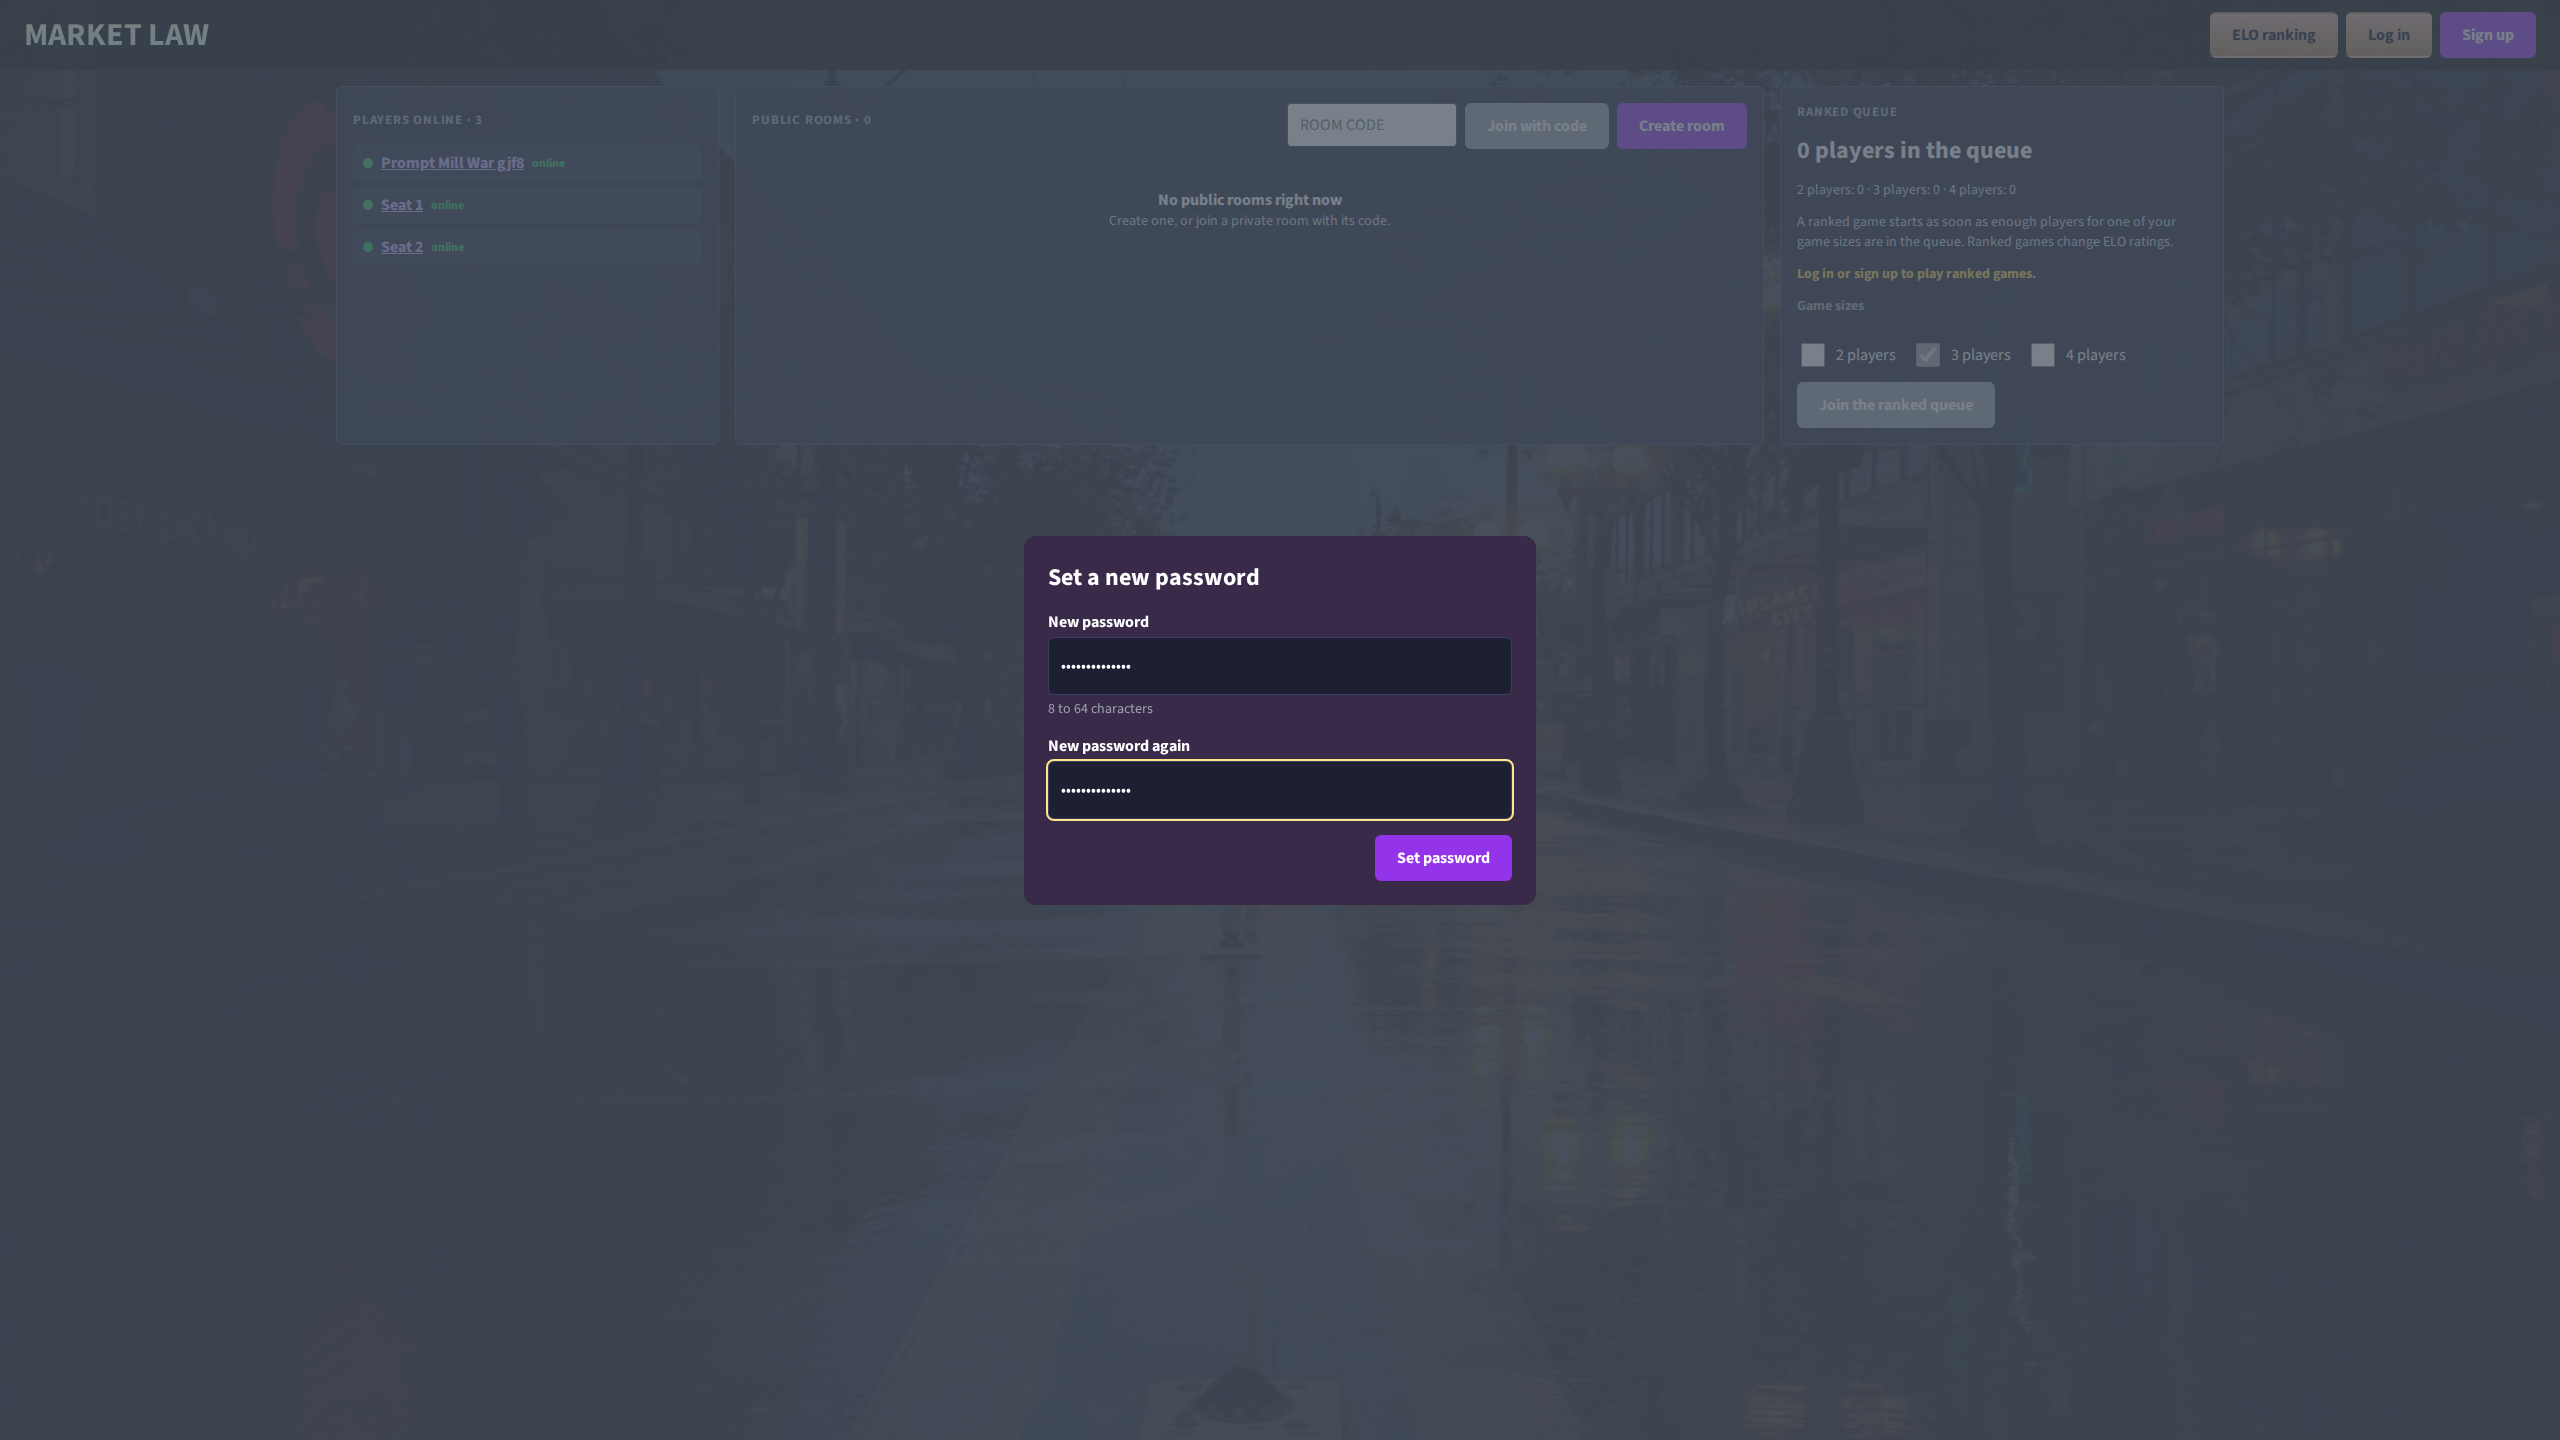 MARKET LAW
ELO ranking
Log in
Sign up
PLAYERS ONLINE · 3
Prompt Mill War gjf8 online
Seat 1 online
Seat 2 online
PUBLIC ROOMS · 0
ROOM CODE
Join with code
Create room
No public rooms right now
Create one, or join a private room with its code.
RANKED QUEUE
0 players in the queue
2 players: 0 · 3 players: 0 · 4 players: 0
A ranked game starts as soon as enough players for one of your
game sizes are in the queue. Ranked games change ELO ratings.
Log in or sign up to play ranked games.
Game sizes
2 players
3 players
4 players
Join the ranked queue
order pickup
SNEAKER
CITY
Set a new password
New password
••••••••••••••
8 to 64 characters
New password again
••••••••••••••
Set password